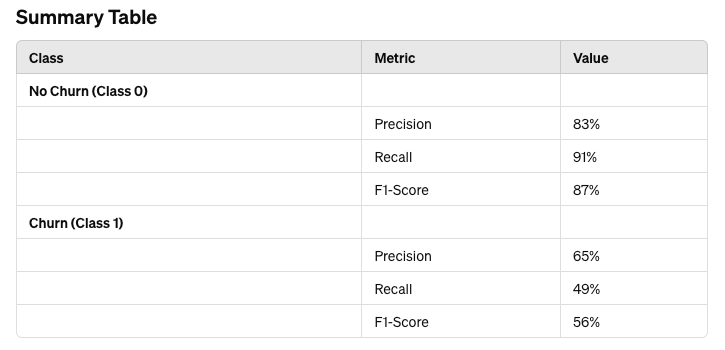 Summary Table
Class Metric Value
No Churn (Class 0)
Precision 83%
Recall 91%
F1-Score 87%
Churn (Class 1)
Precision 65%
Recall 49%
F1-Score 56%